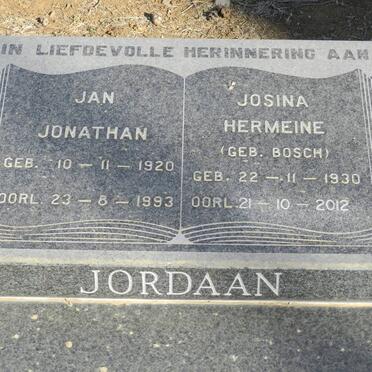 IN LIEFDEVOLLE HERINNERING AAN
JAN
JONATHAN
GEB. 10 – 11 – 1920
OORL. 23 – 8 – 1993
JOSINA
HERMEINE
(GEB. BOSCH)
GEB. 22 – 11 – 1930
OORL. 21 – 10 – 2012
JORDAAN